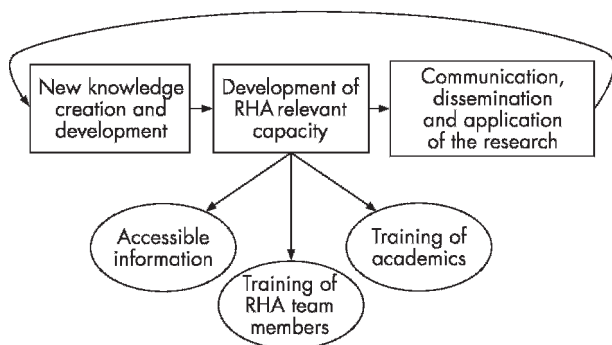 New knowledge
creation and
development
Development of
RHA relevant
capacity
Communication,
dissemination
and application
of the research
Accessible
information
Training of
RHA team
members
Training of
academics